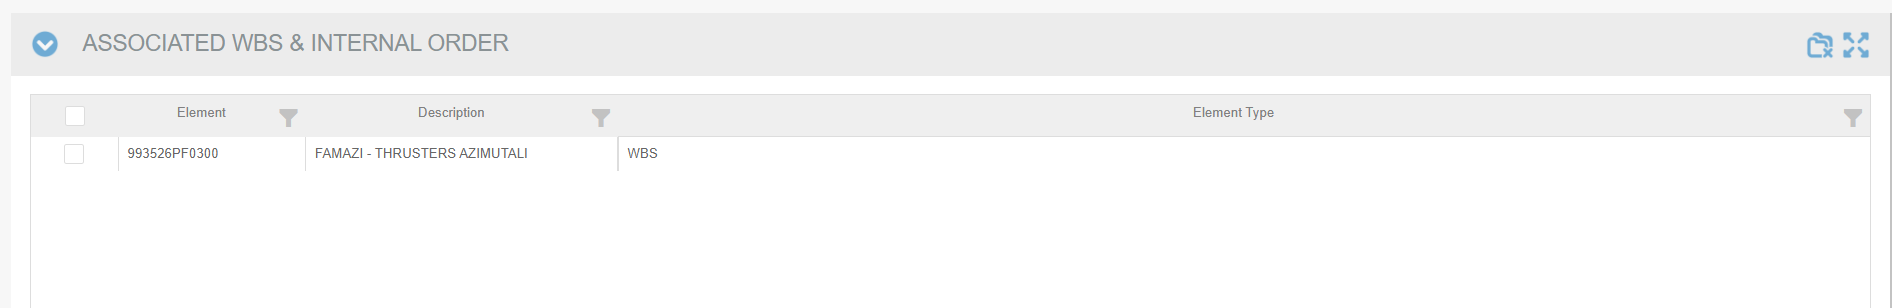 ASSOCIATED WBS & INTERNAL ORDER
Element Description Element Type
993526PF0300 FAMAZI - THRUSTERS AZIMUTALI WBS